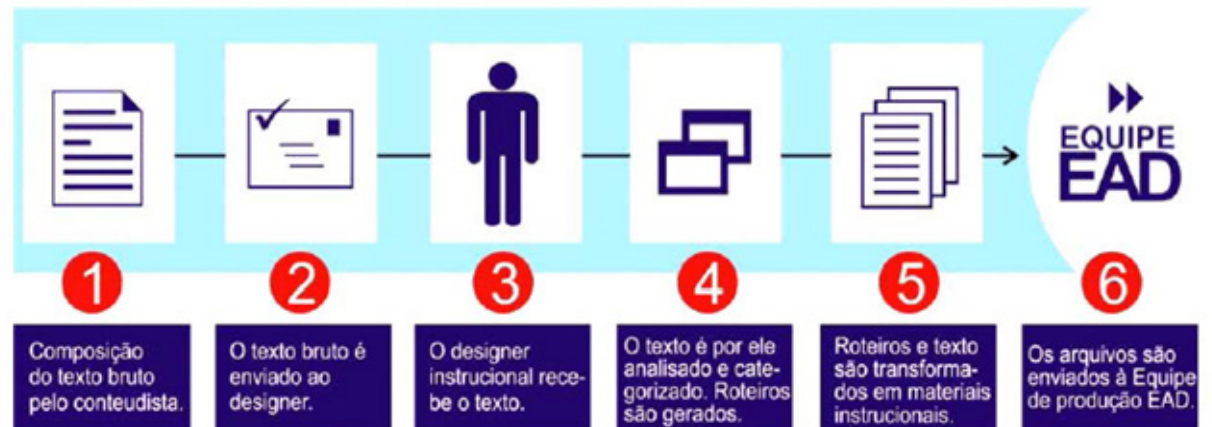 EQUIPE
EAD
1
2
3
4
5
6
Composição
do texto bruto
pelo conteudista.
O texto bruto é
enviado ao
designer.
O designer
instrucional rece-
be o texto.
O texto é por ele
analisado e cate-
gorizado. Roteiros
são gerados.
Roteiros e texto
são transforma-
dos em materiais
instrucionais.
Os arquivos são
enviados à Equipe
de produção EAD.